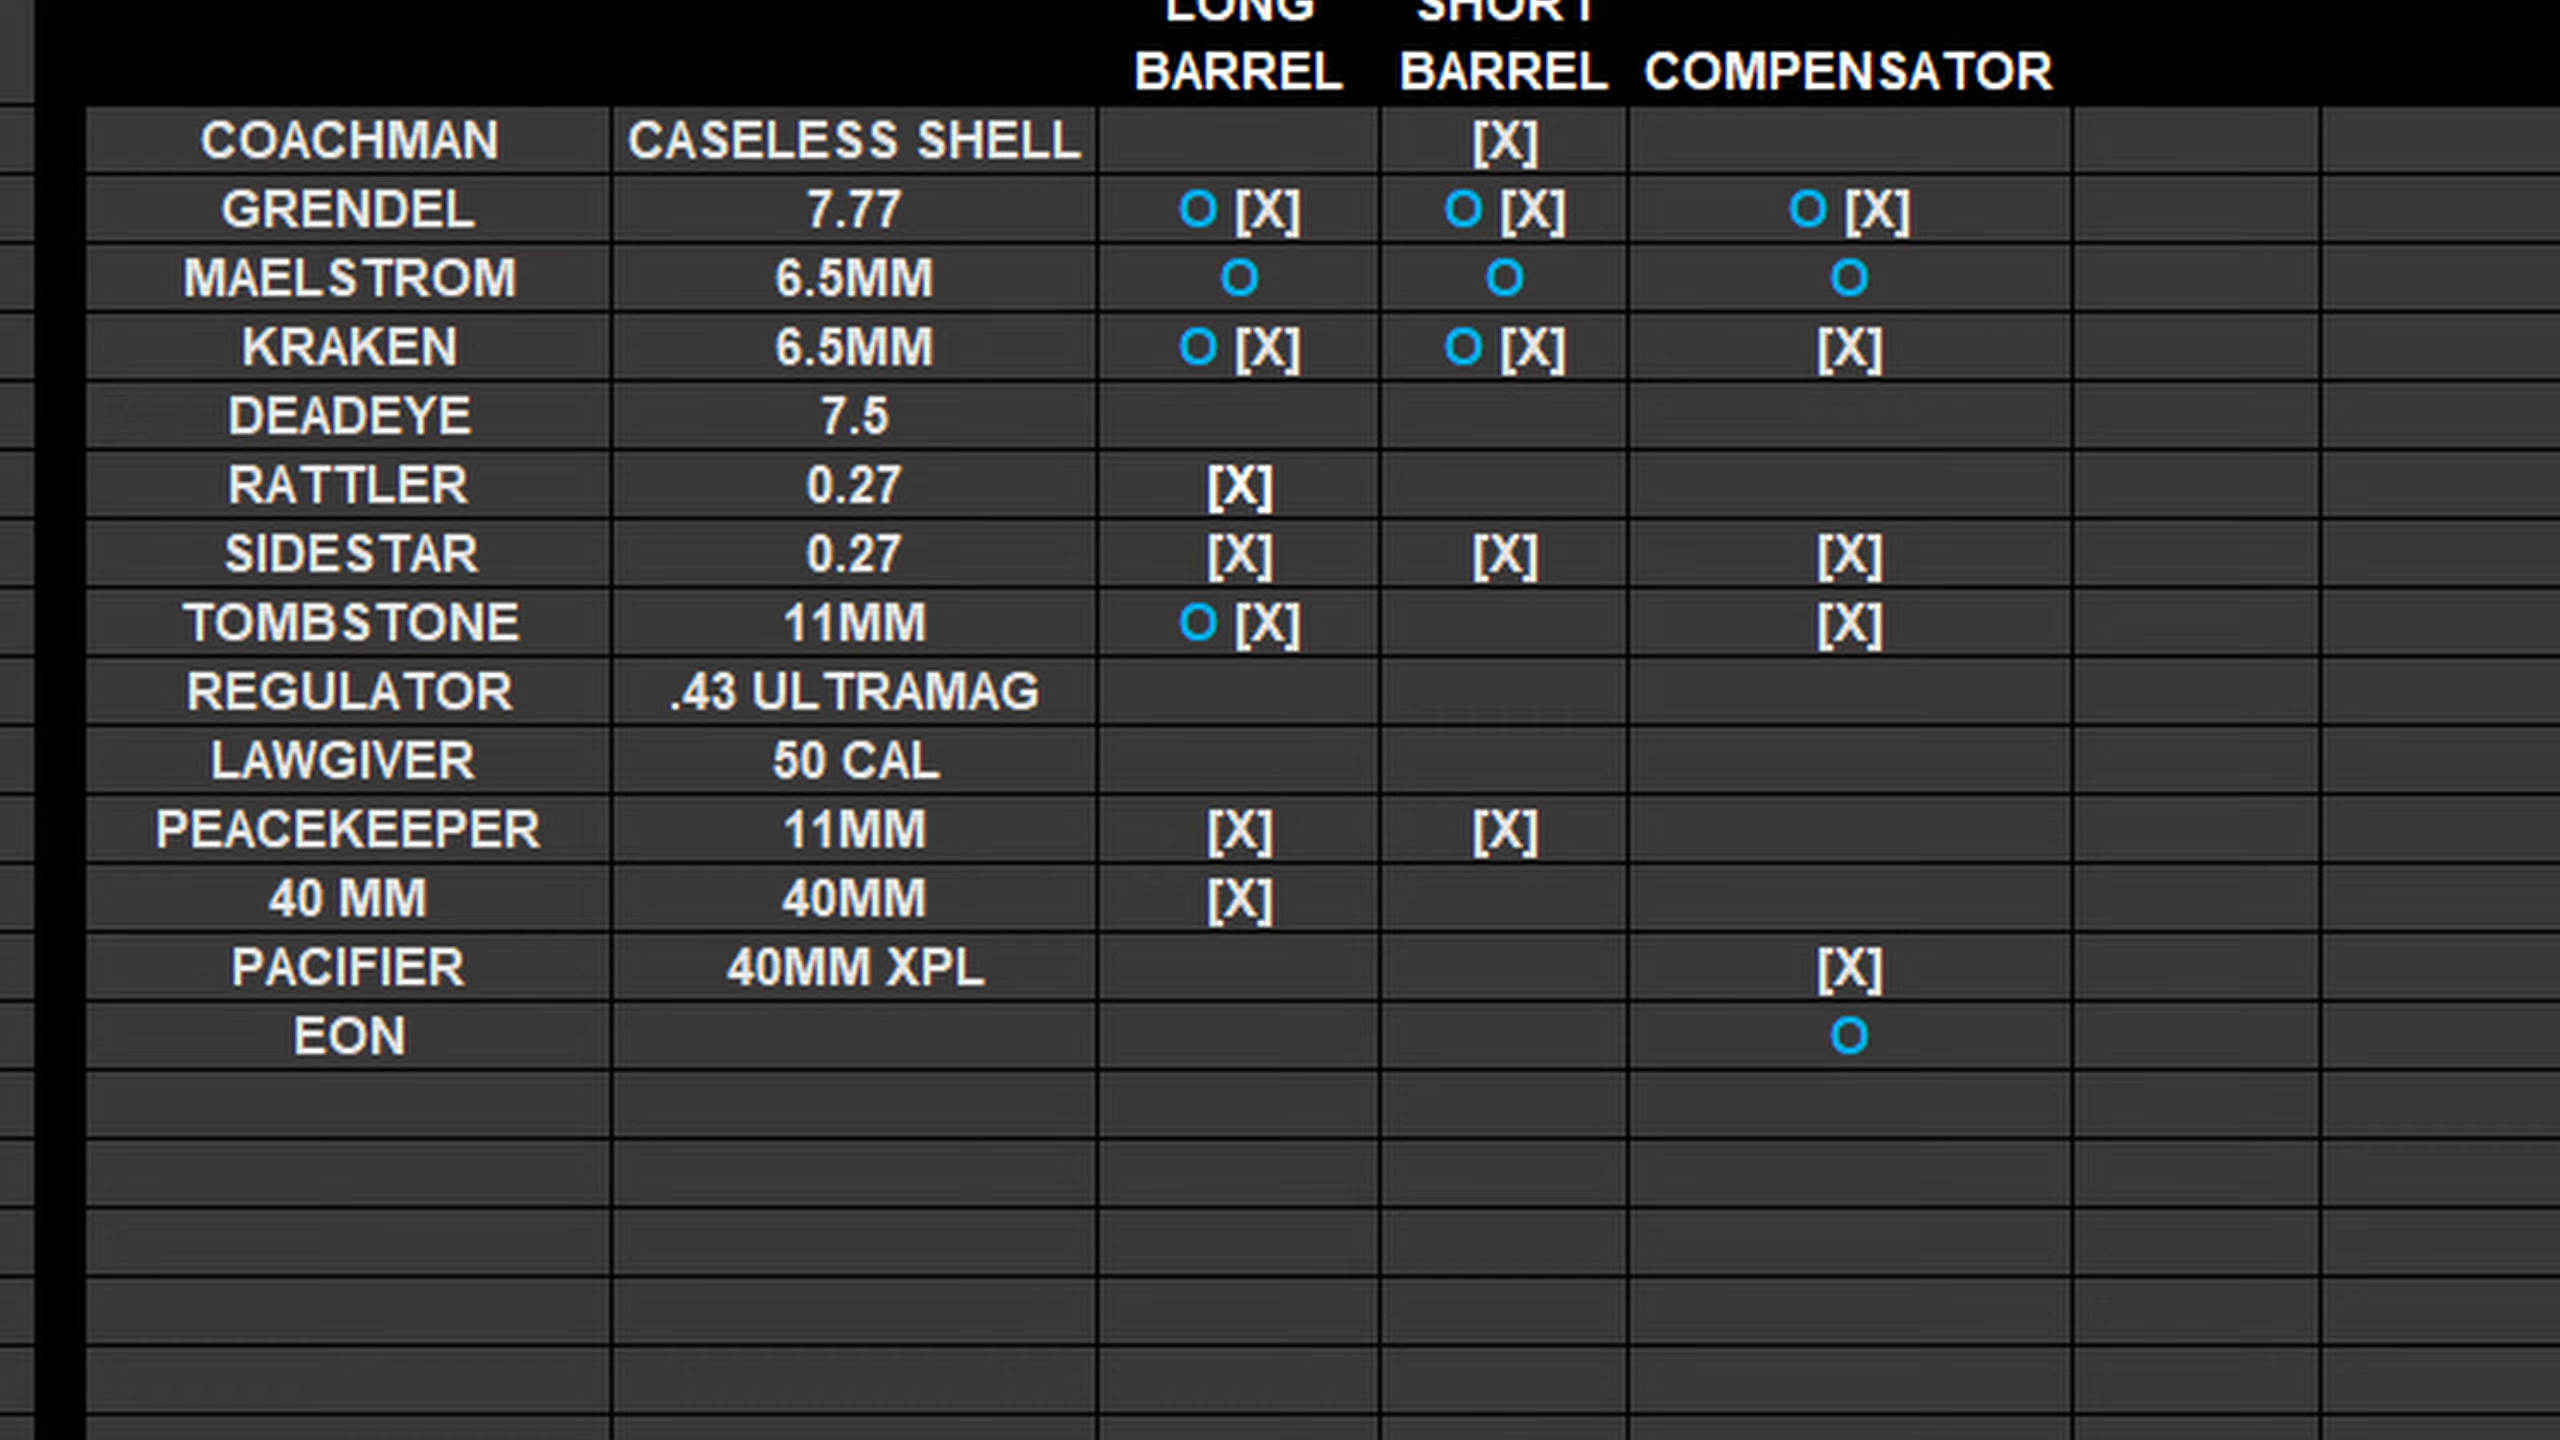 LONG SHORT
BARREL BARREL COMPENSATOR
COACHMAN CASELESS SHELL [X]
GRENDEL 7.77 O [X] O [X] O [X]
MAELSTROM 6.5MM O O O
KRAKEN 6.5MM O [X] O [X] [X]
DEADEYE 7.5
RATTLER 0.27 [X]
SIDESTAR 0.27 [X] [X] [X]
TOMBSTONE 11MM O [X] [X]
REGULATOR .43 ULTRAMAG
LAWGIVER 50 CAL
PEACEKEEPER 11MM [X] [X]
40 MM 40MM [X]
PACIFIER 40MM XPL [X]
EON O